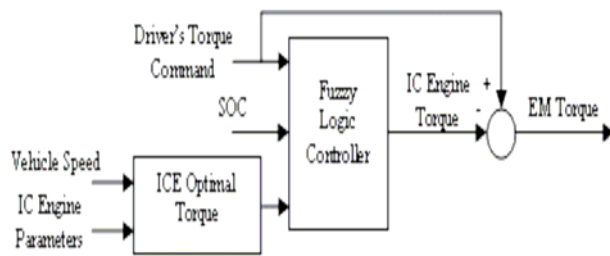 Driver's Torque
Command
SOC
Vehicle Speed
IC Engine
Parameters
ICE Optimal
Torque
Fuzzy
Logic
Controller
IC Engine
Torque
+
-
EM Torque